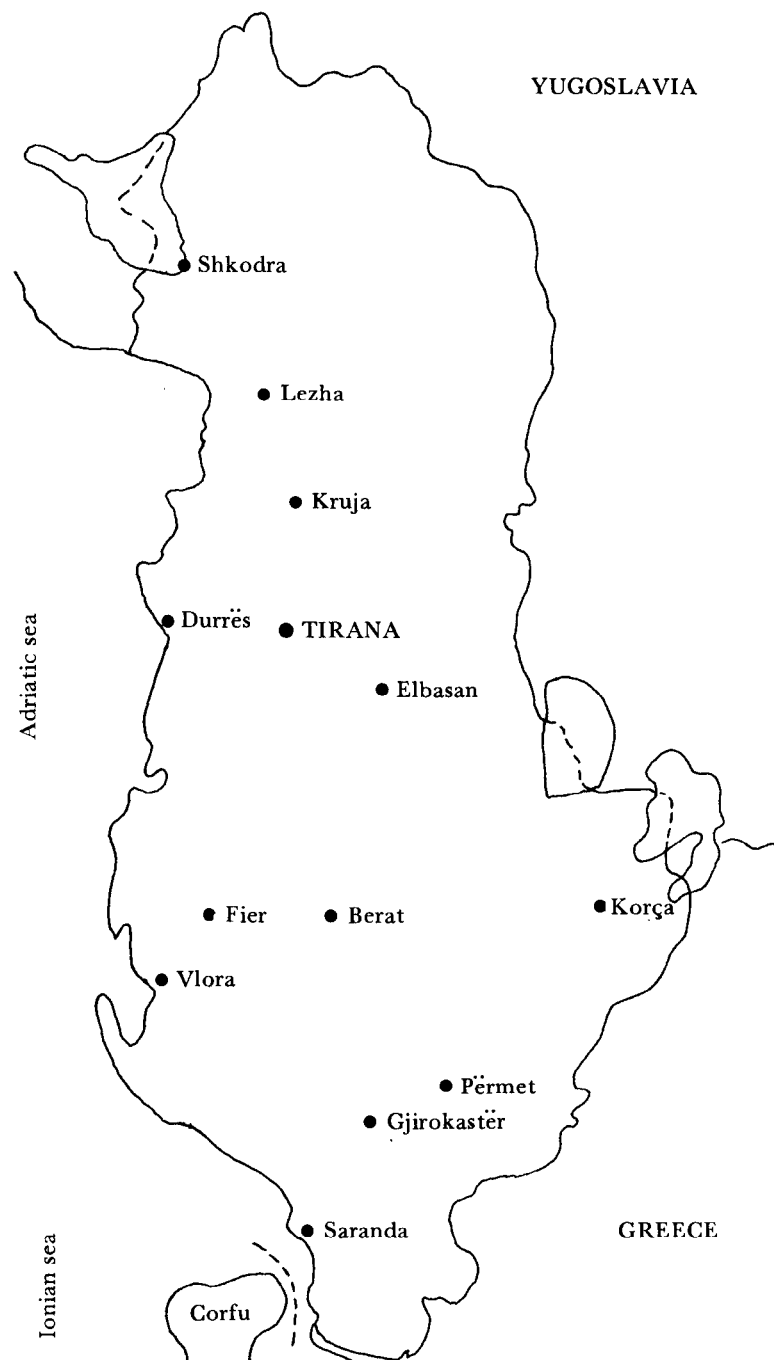 YUGOSLAVIA
Shkodra
Lezha
Kruja
Durrës
TIRANA
Adriatic sea
Elbasan
Fier
Berat
Korça
Vlora
Përmet
Gjirokastër
Saranda
GREECE
Ionian sea
Corfu